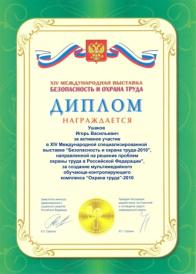 XIV МЕЖДУНАРОДНАЯ ВЫСТАВКА
БЕЗОПАСНОСТЬ И ОХРАНА ТРУДА
ДИПЛОМ
НАГРАЖДАЕТСЯ
Ушаков
Игорь Васильевич
за активное участие
в XIV Международной специализированной
выставке "Безопасность и охрана труда-2010",
направленной на решение проблем
охраны труда в Российской Федерации",
за создание мультимедийного
обучающе-контролирующего
комплекса "Охрана труда"-2010